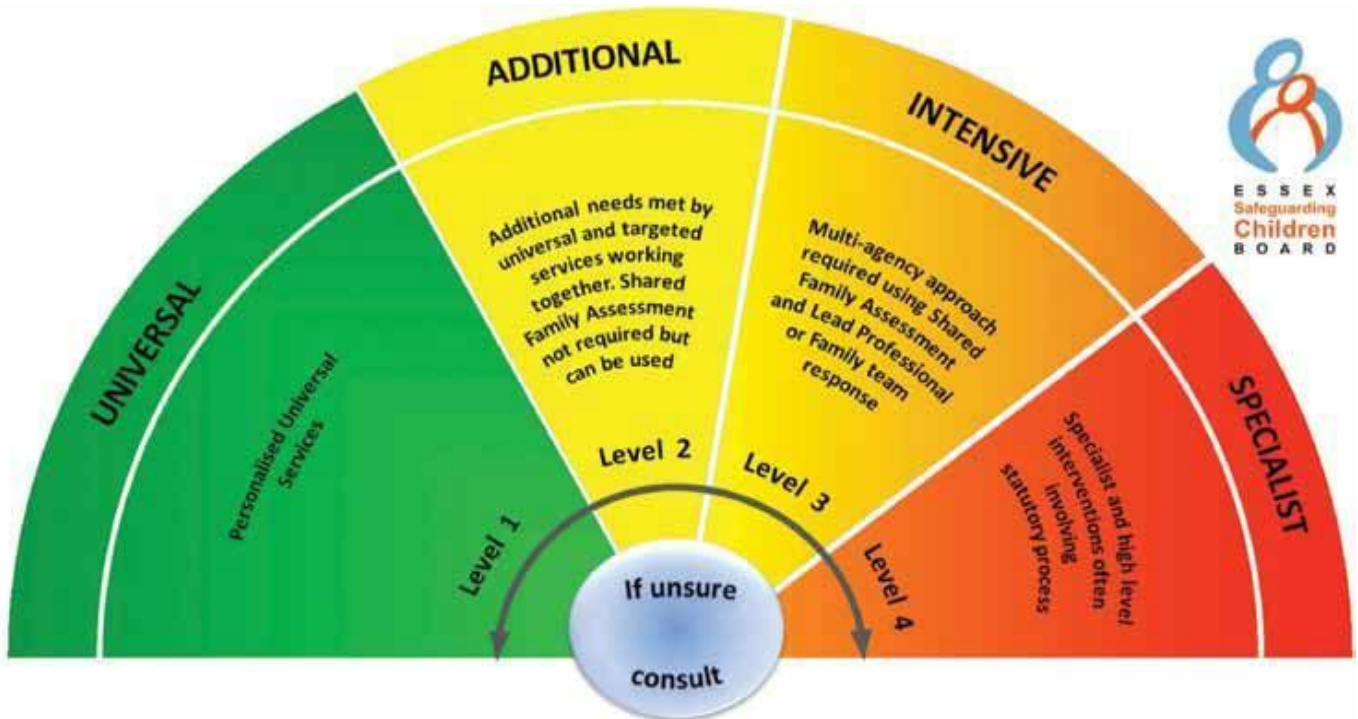 UNIVERSAL
Personalised Universal
Services
Level 1
ADDITIONAL
Additional needs met by
universal and targeted
services working
together. Shared
Family Assessment
not required but
can be used
Level 2
INTENSIVE
Multi-agency approach
required using Shared
Family Assessment
and Lead Professional
or Family team
response
Level 3
SPECIALIST
Specialist and high level
interventions often
involving
statutory process
Level 4
If unsure
consult
ESSEX
Safeguarding
Children
BOARD